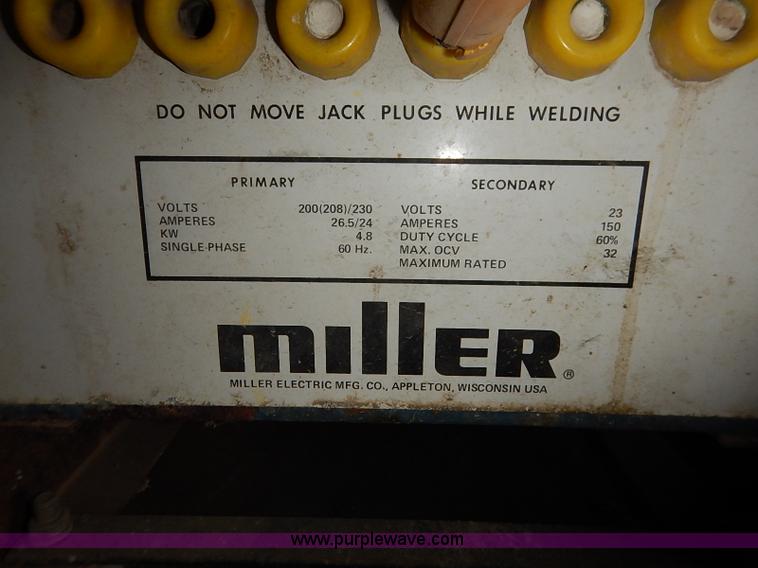 DO NOT MOVE JACK PLUGS WHILE WELDING
PRIMARY SECONDARY
VOLTS 200(208)/230 VOLTS 23
AMPERES 26.5/24 AMPERES 150
KW 4.8 DUTY CYCLE 60%
SINGLE-PHASE 60 Hz. MAX. OCV 32
MAXIMUM RATED
miller ®
MILLER ELECTRIC MFG. CO., APPLETON, WISCONSIN USA
www.purplewave.com